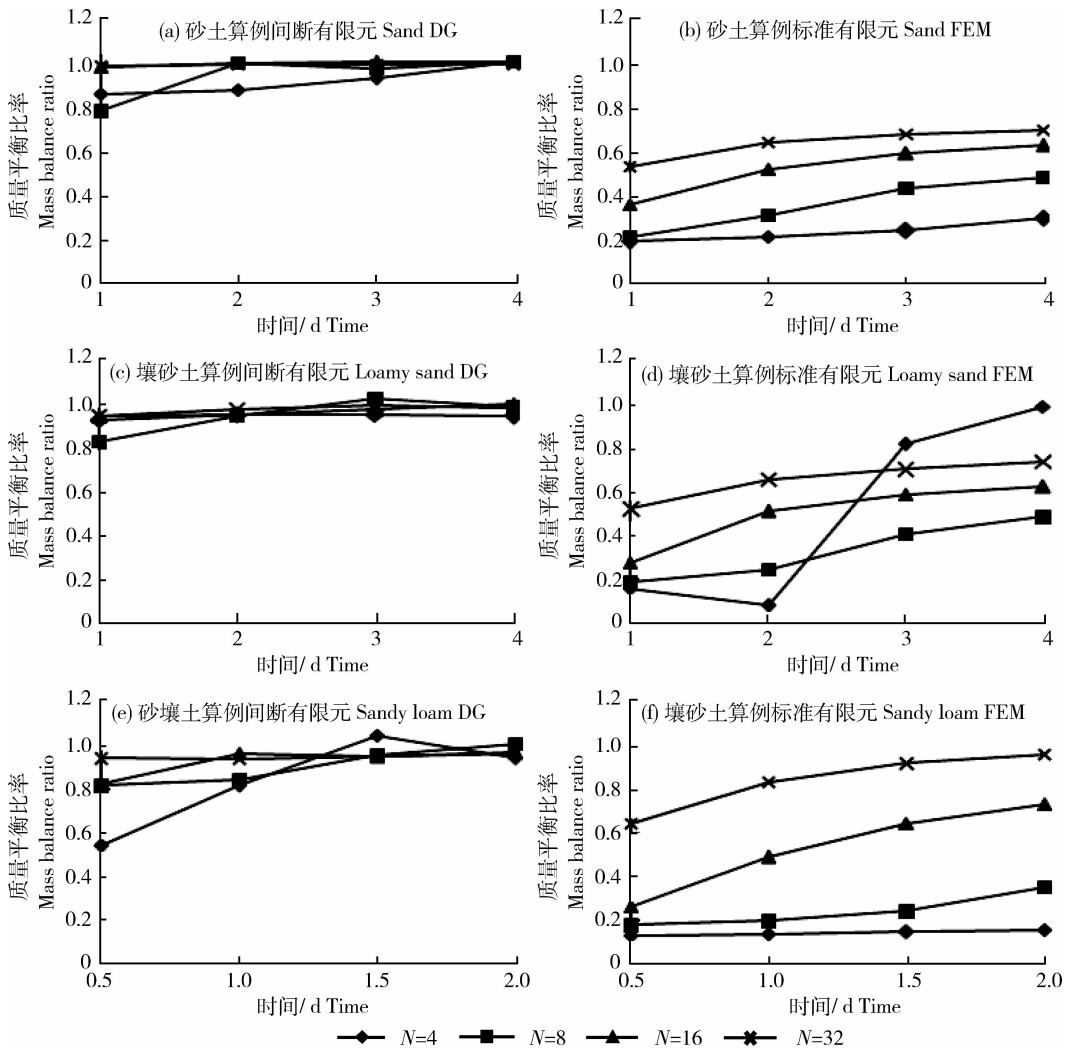 (a) 砂土算例间断有限元 Sand DG
质量平衡比率
Mass balance ratio
1.2
1.0
0.8
0.6
0.4
0.2
0
1 2 3 4
时间/ d Time
(b) 砂土算例标准有限元 Sand FEM
质量平衡比率
Mass balance ratio
1.2
1.0
0.8
0.6
0.4
0.2
0
1 2 3 4
时间/ d Time
(c) 壤砂土算例间断有限元 Loamy sand DG
质量平衡比率
Mass balance ratio
1.2
1.0
0.8
0.6
0.4
0.2
0
1 2 3 4
时间/ d Time
(d) 壤砂土算例标准有限元 Loamy sand FEM
质量平衡比率
Mass balance ratio
1.2
1.0
0.8
0.6
0.4
0.2
0
1 2 3 4
时间/ d Time
(e) 砂壤土算例间断有限元 Sandy loam DG
质量平衡比率
Mass balance ratio
1.2
1.0
0.8
0.6
0.4
0.2
0
0.5 1.0 1.5 2.0
时间/ d Time
(f) 壤砂土算例标准有限元 Sandy loam FEM
质量平衡比率
Mass balance ratio
1.2
1.0
0.8
0.6
0.4
0.2
0
0.5 1.0 1.5 2.0
时间/ d Time
N=4 N=8 N=16 N=32